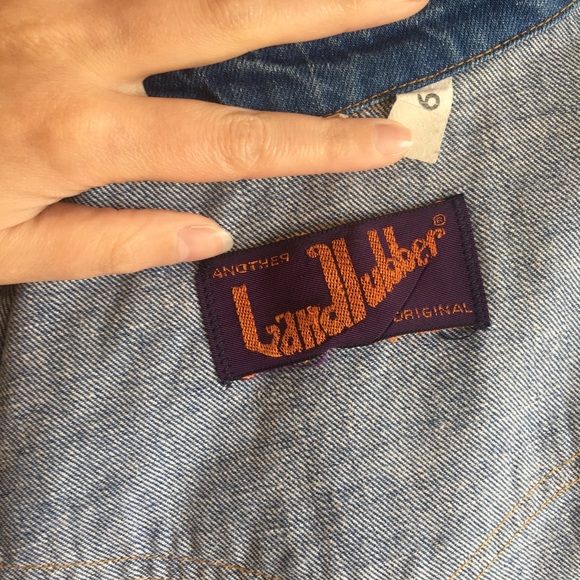 6
ANOTHER
Landlubber®
ORIGINAL